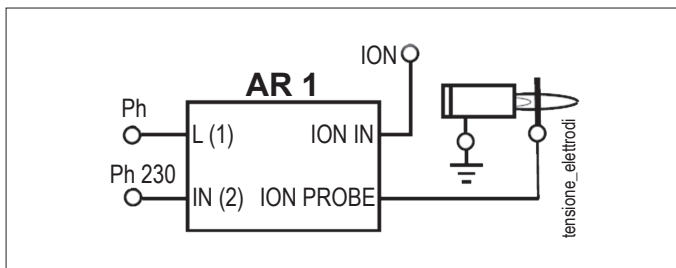 ION
AR 1
Ph
L (1)
ION IN
Ph 230
IN (2)
ION PROBE
tensione_elettrodi